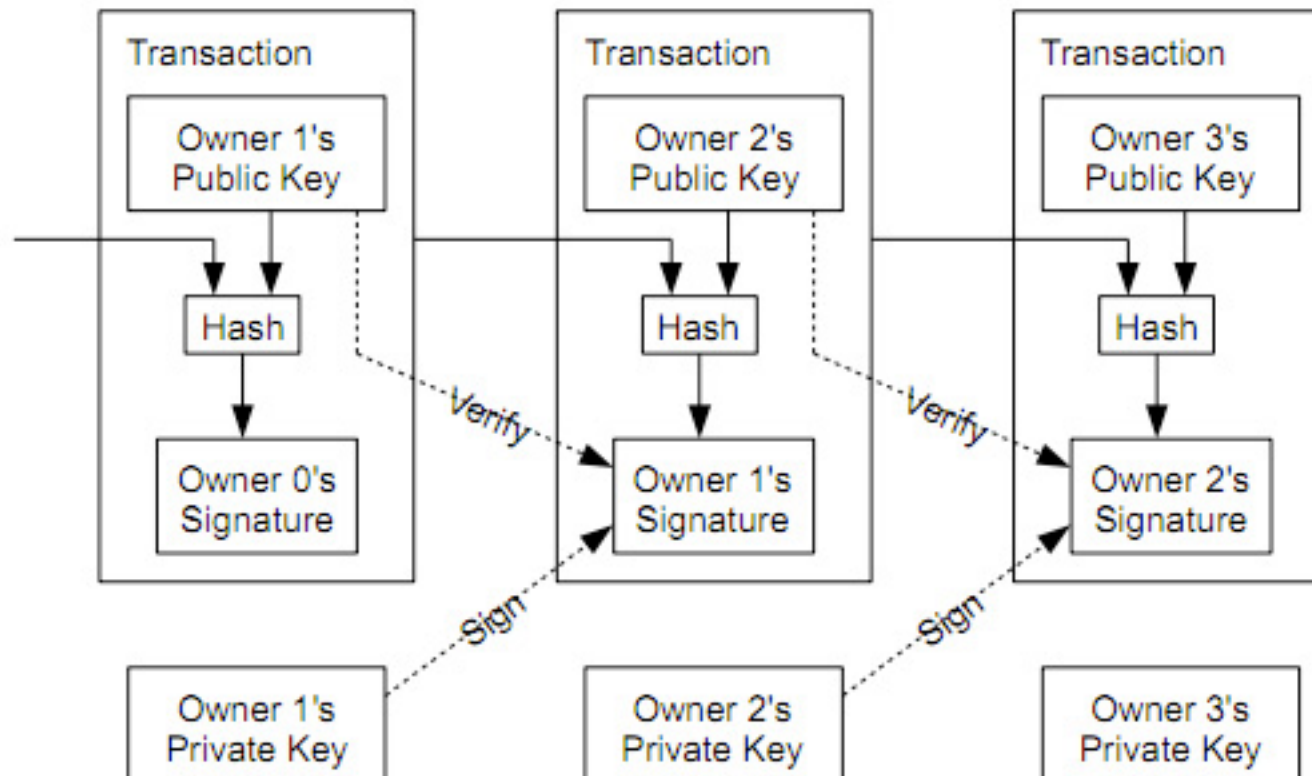 Transaction
Owner 1's
Public Key
Hash
Verify
Owner 0's
Signature
Transaction
Owner 2's
Public Key
Hash
Verify
Owner 1's
Signature
Transaction
Owner 3's
Public Key
Hash
Owner 2's
Signature
Sign
Sign
Owner 1's
Private Key
Owner 2's
Private Key
Owner 3's
Private Key